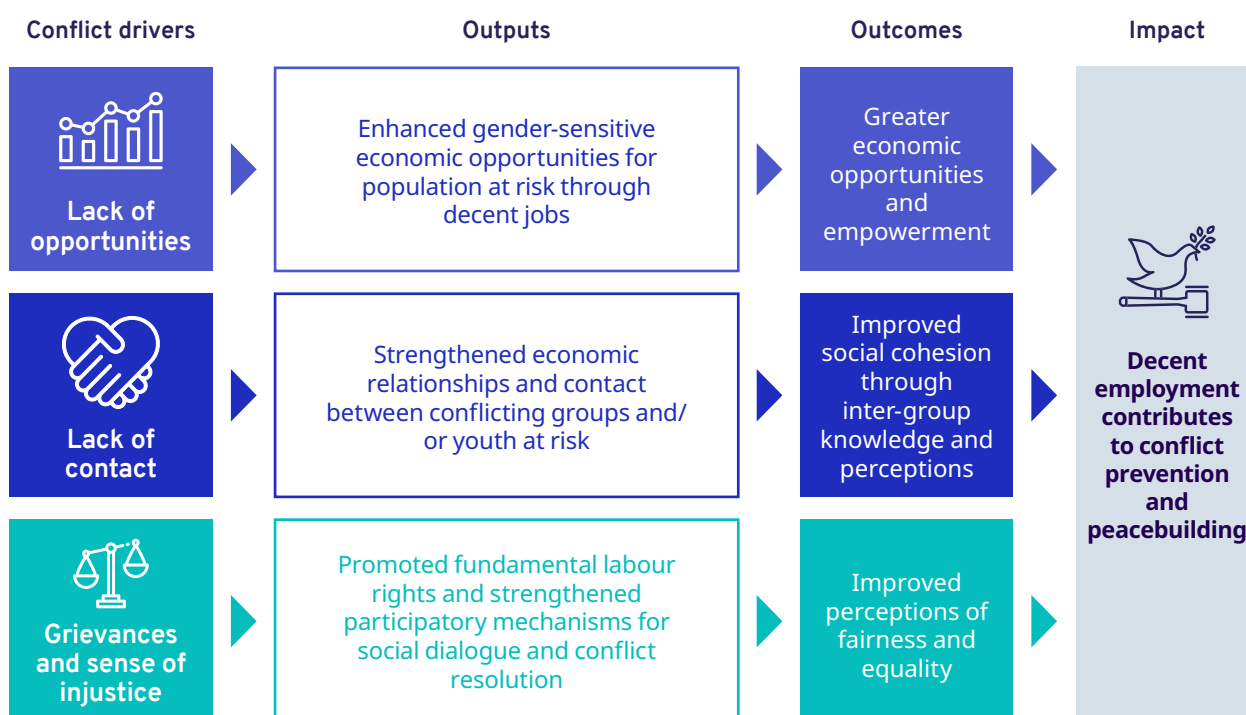 Conflict drivers
Outputs
Outcomes
Impact
Lack of
opportunities
Enhanced gender-sensitive
economic opportunities for
population at risk through
decent jobs
Greater
economic
opportunities
and
empowerment
Lack of
contact
Strengthened economic
relationships and contact
between conflicting groups and/
or youth at risk
Improved
social cohesion
through
inter-group
knowledge and
perceptions
Grievances
and sense of
injustice
Promoted fundamental labour
rights and strengthened
participatory mechanisms for
social dialogue and conflict
resolution
Improved
perceptions of
fairness and
equality
Decent
employment
contributes
to conflict
prevention
and
peacebuilding